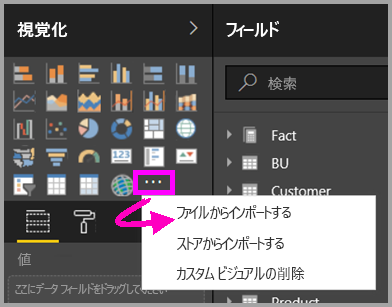 視覚化
フィールド
検索
Fact
BU
Customer
123
ファイルからインポートする
ストアからインポートする
カスタム ビジュアルの削除
値
ここにデータ フィールドをドラッグしてください
Product